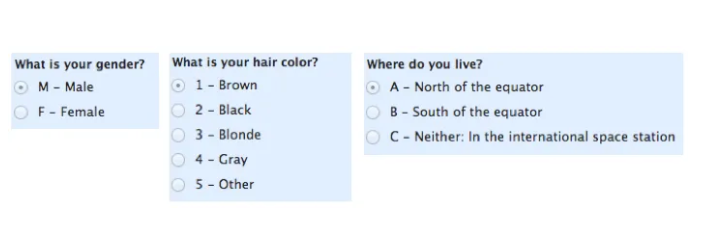 What is your gender?
M – Male
F – Female
What is your hair color?
1 – Brown
2 – Black
3 – Blonde
4 – Gray
5 – Other
Where do you live?
A – North of the equator
B – South of the equator
C – Neither: In the international space station